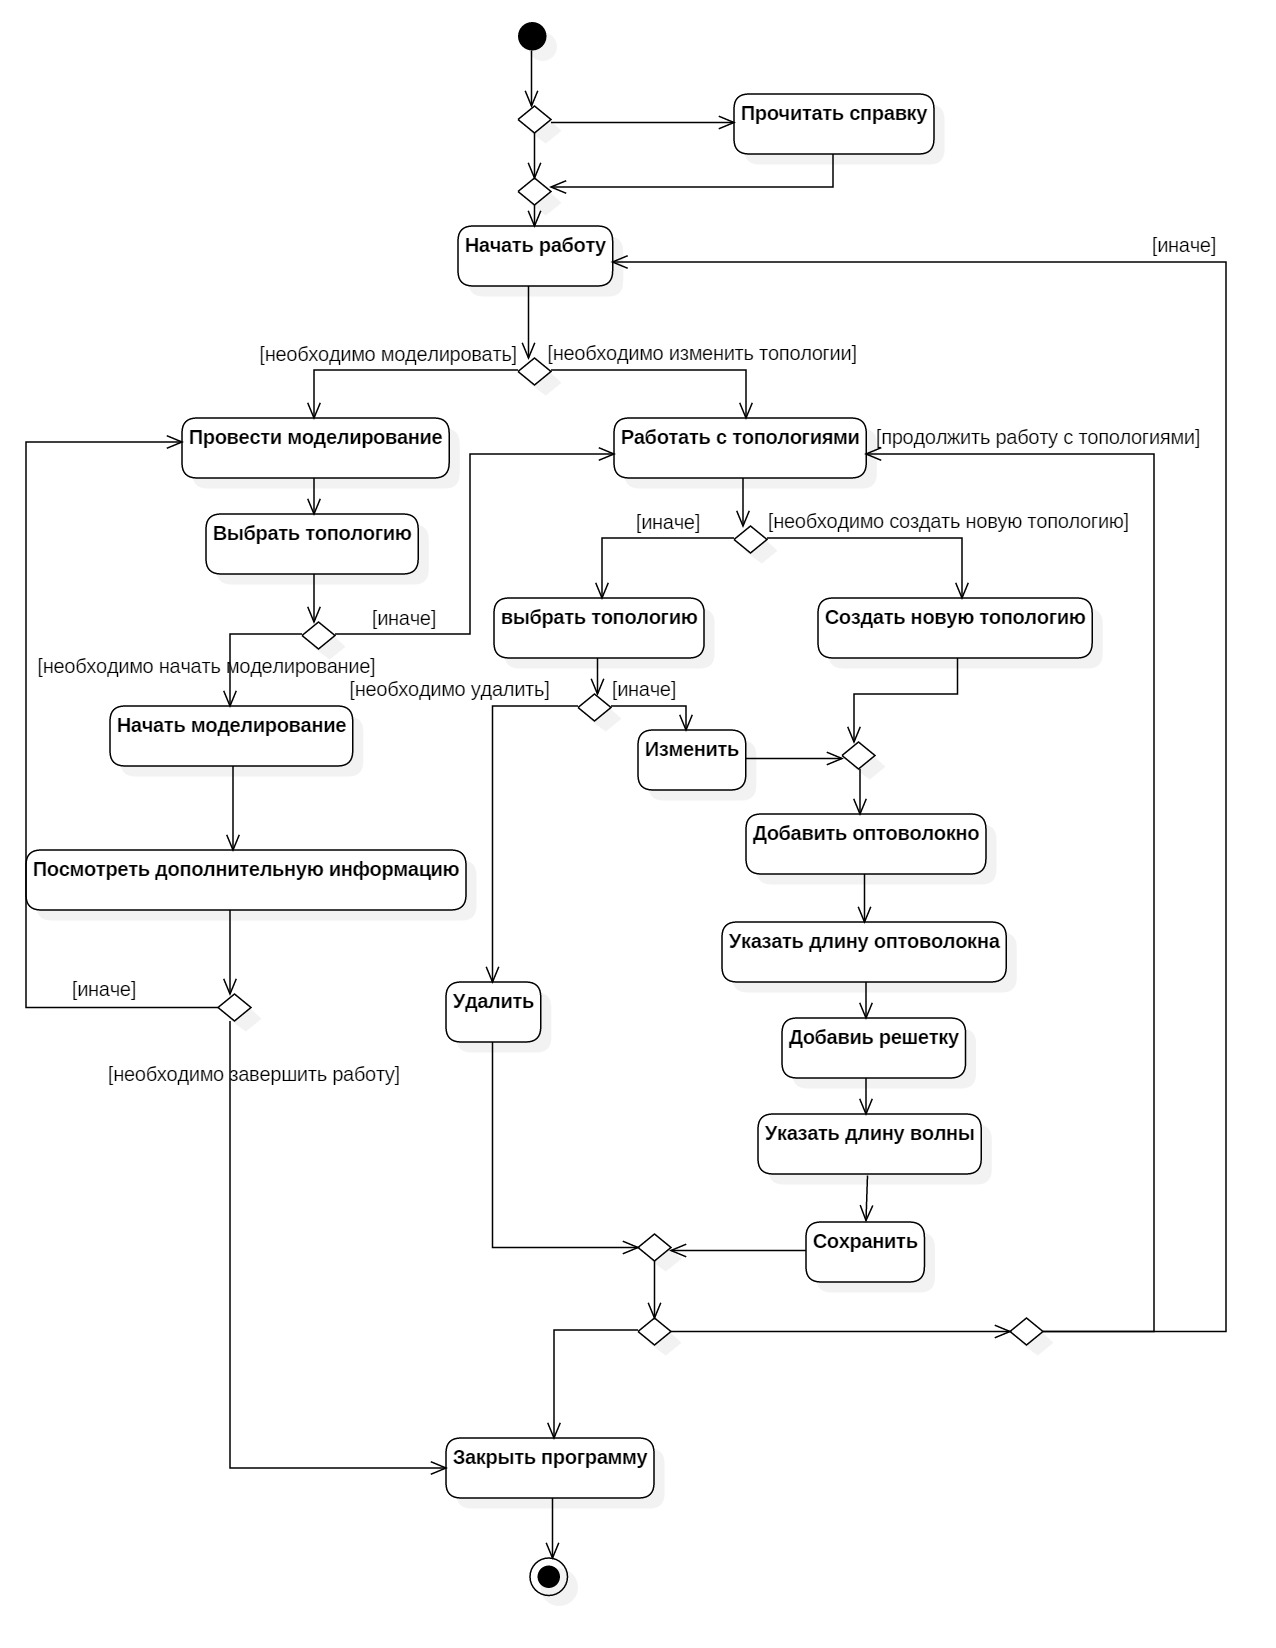 Прочитать справку
Начать работу
[иначе]
[необходимо моделировать]
[необходимо изменить топологии]
Провести моделирование
Работать с топологиями
[продолжить работу с топологиями]
Выбрать топологию
[иначе]
[необходимо создать новую топологию]
[иначе]
выбрать топологию
Создать новую топологию
[необходимо начать моделирование]
[необходимо удалить]
[иначе]
Начать моделирование
Изменить
Добавить оптоволокно
Посмотреть дополнительную информацию
Указать длину оптоволокна
[иначе]
Удалить
Добавиь решетку
[необходимо завершить работу]
Указать длину волны
Сохранить
Закрыть программу